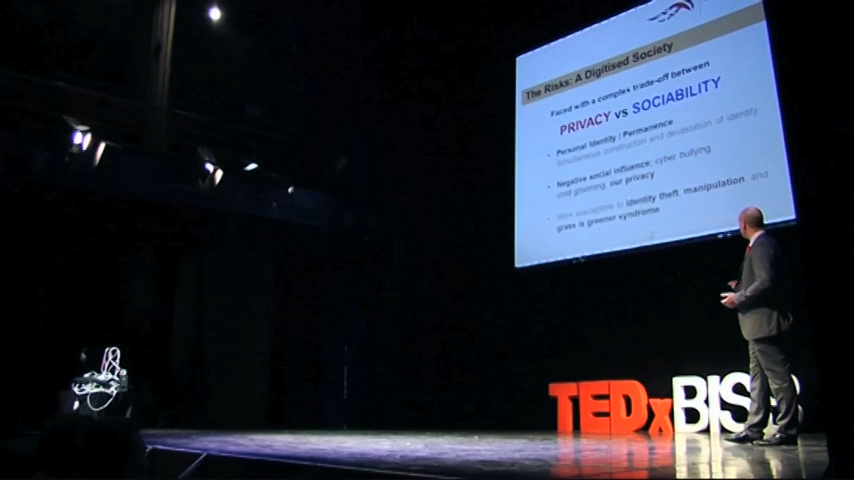 The Risks: A Digitised Society
Faced with a complex trade-off between
PRIVACY vs SOCIABILITY
• Personal Identity / Permanence
Simultaneous construction and devastation of identity
• Negative social influence; cyber bullying,
child grooming, our privacy
• More susceptible to identity theft, manipulation, and
grass is greener syndrome
2
TEDxBIS